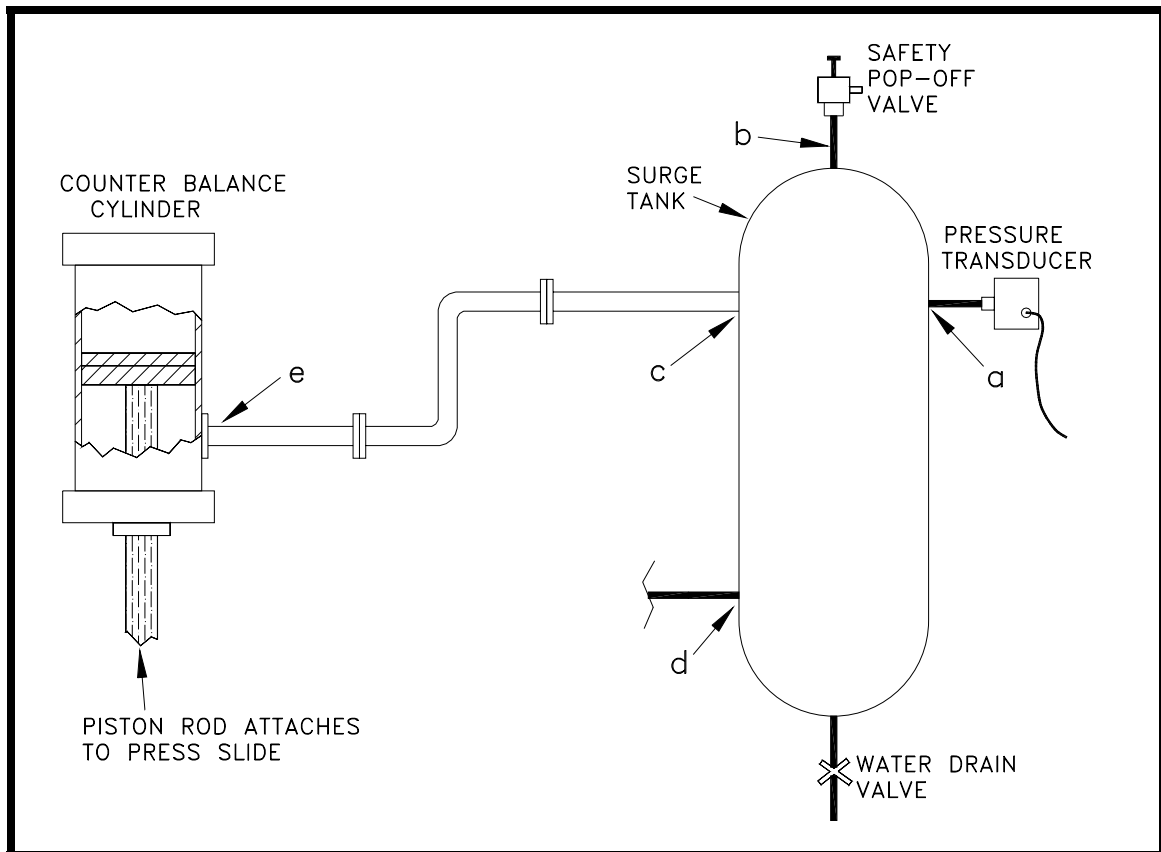 SAFETY
POP-OFF
VALVE
b
COUNTER BALANCE
CYLINDER
SURGE
TANK
PRESSURE
TRANSDUCER
e
c
a
d
PISTON ROD ATTACHES
TO PRESS SLIDE
WATER DRAIN
VALVE